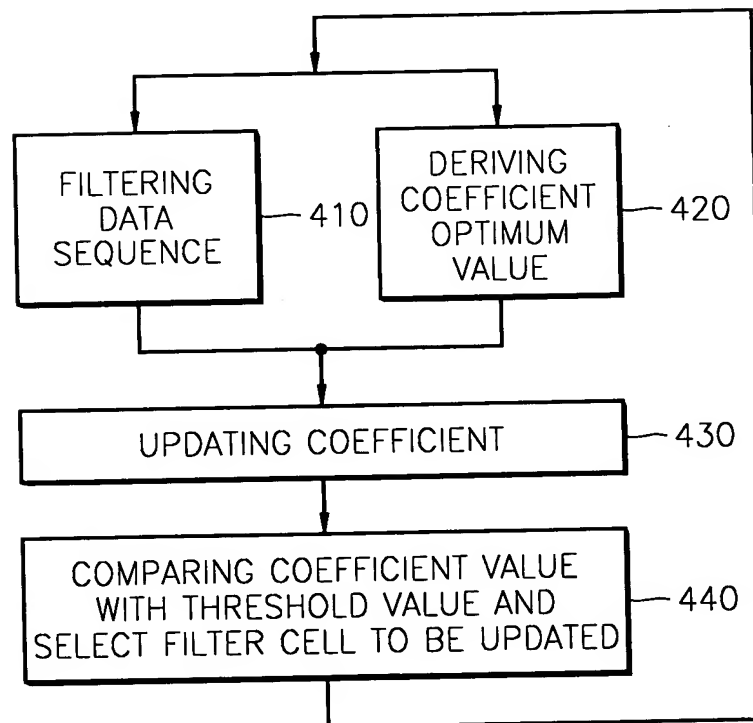 FILTERING
DATA
SEQUENCE
410
DERIVING
COEFFICIENT
OPTIMUM
VALUE
420
UPDATING COEFFICIENT
430
COMPARING COEFFICIENT VALUE
WITH THRESHOLD VALUE AND
SELECT FILTER CELL TO BE UPDATED
440